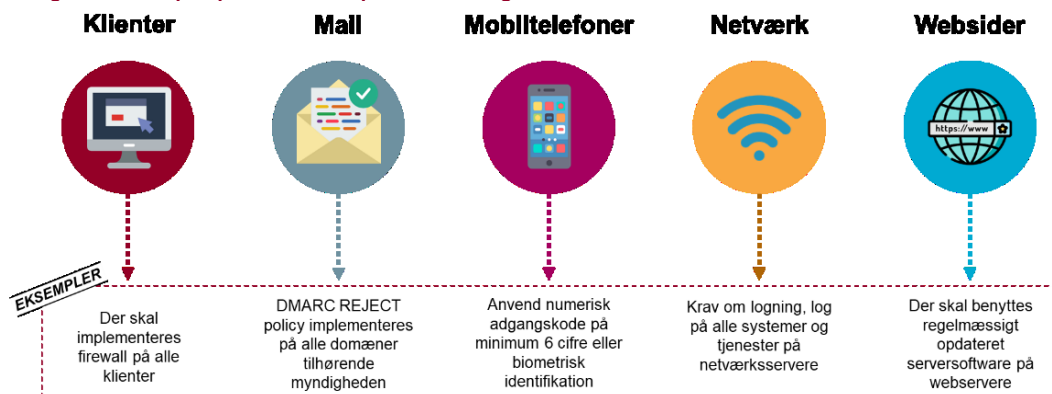 Klienter
Mail
Mobiltelefoner
Netværk
Websider
https://www
EKSEMPLER
Der skal
implementeres
firewall på alle
klienter
DMARC REJECT
policy implementeres
på alle domæner
tilhørende
myndigheden
Anvend numerisk
adgangskode på
minimum 6 cifre eller
biometrisk
identifikation
Krav om logning, log
på alle systemer og
tjenester på
netværksservere
Der skal benyttes
regelmæssigt
opdateret
serversoftware på
webservere